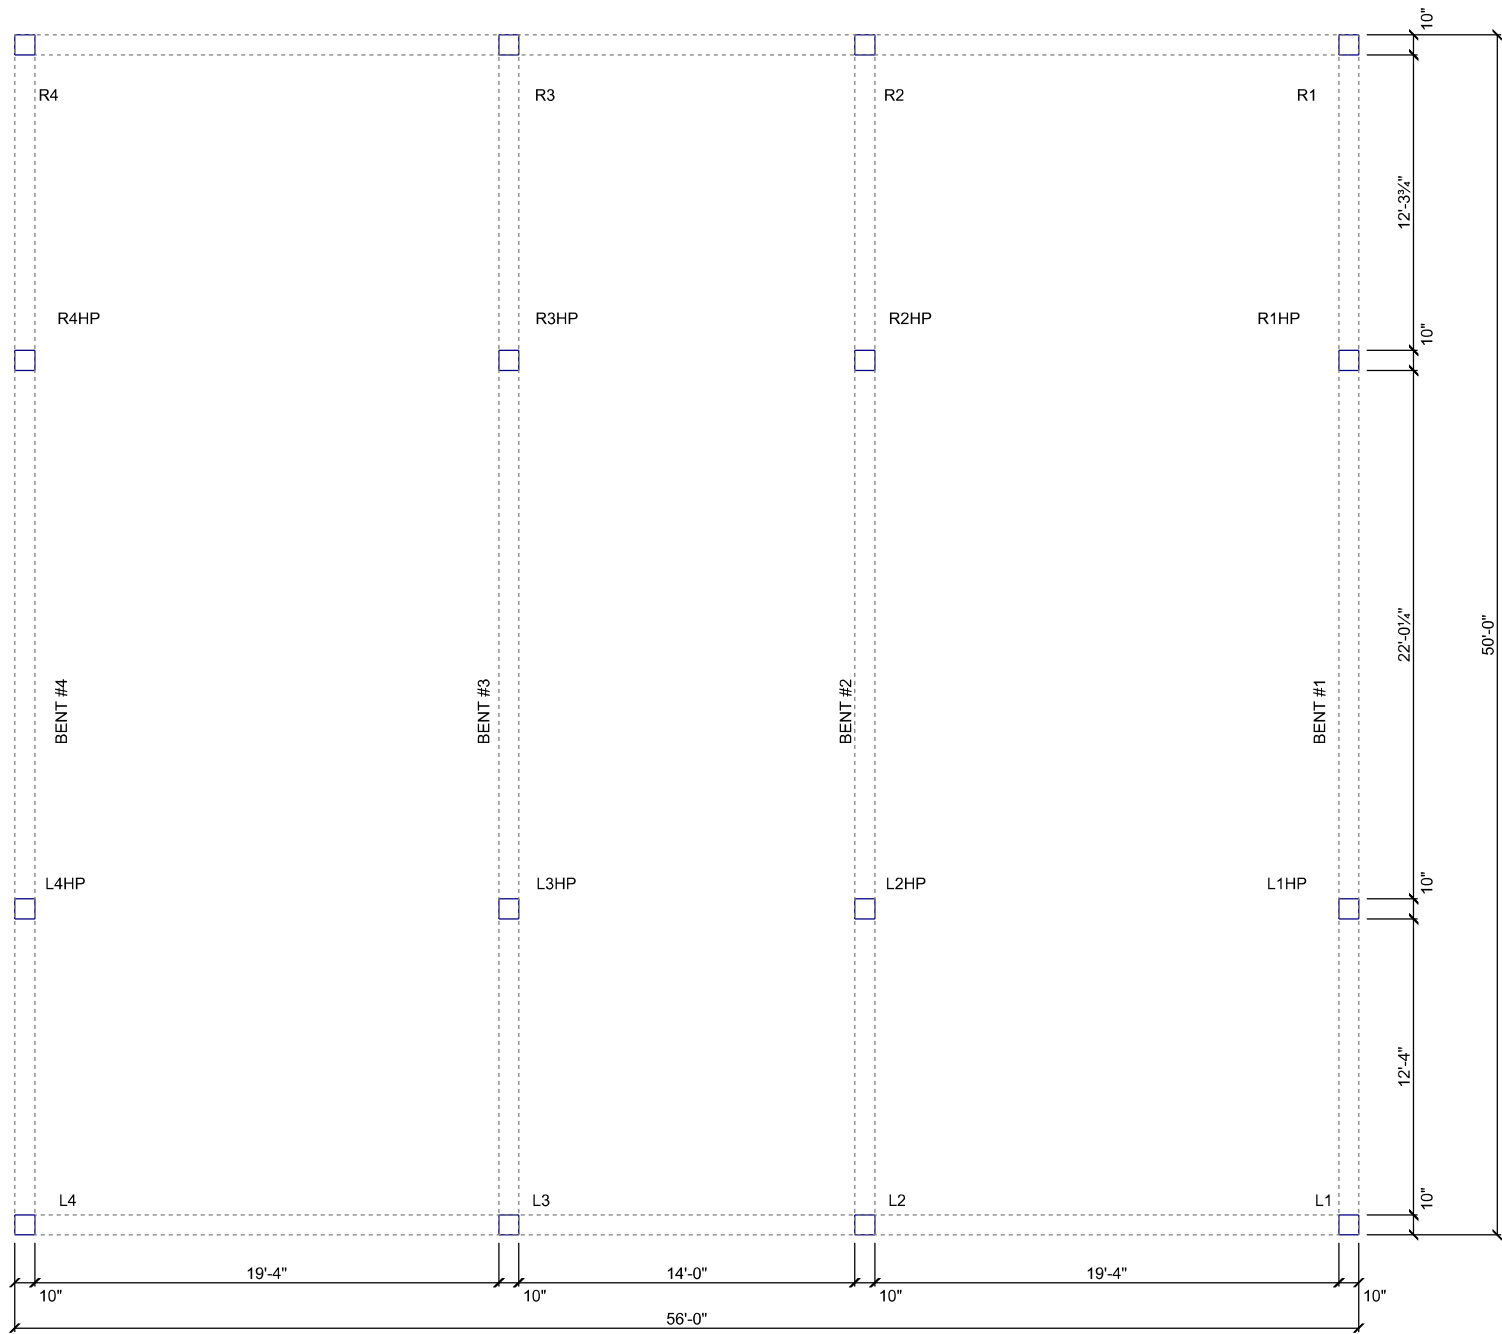 10"
R4 R3 R2 R1
12'-3¾"
R4HP R3HP R2HP R1HP
10"
22'-0¼"
50'-0"
BENT #4 BENT #3 BENT #2 BENT #1
L4HP L3HP L2HP L1HP
10"
12'-4"
L4 L3 L2 L1
10"
19'-4" 14'-0" 19'-4"
10" 10" 10" 10"
56'-0"